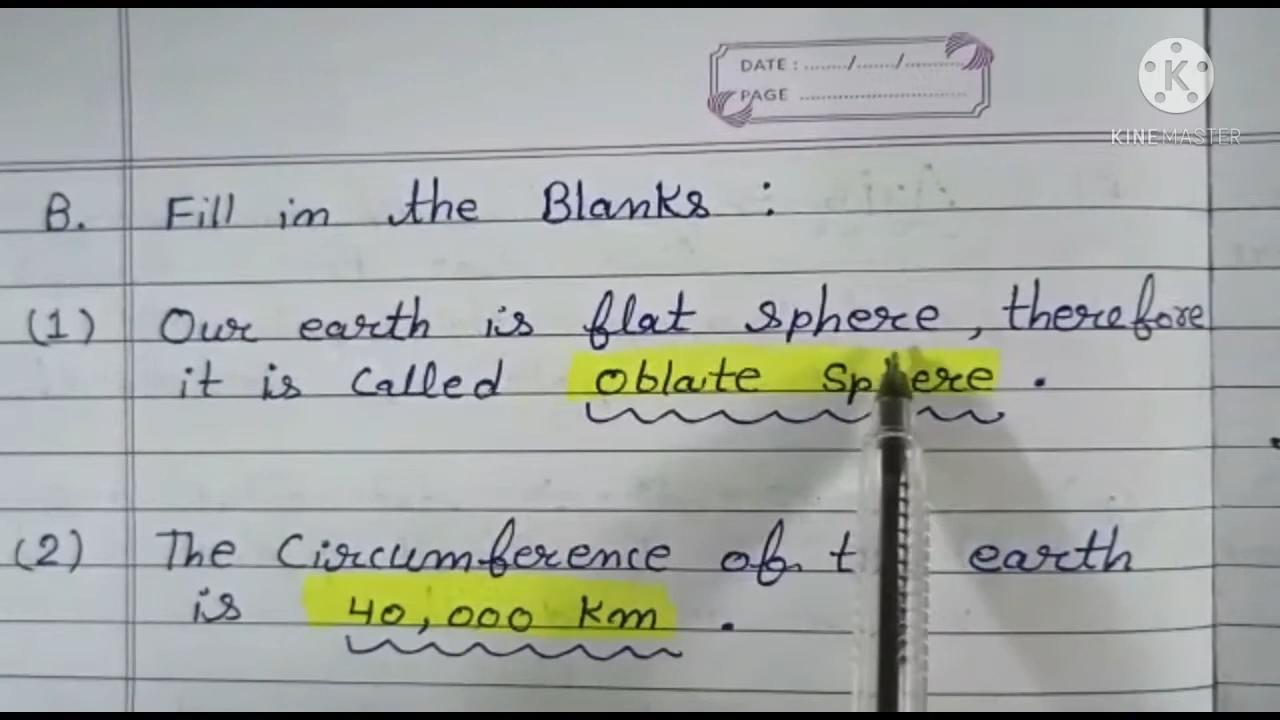 DATE : ......./......./..........
PAGE ................................
K
KINEMASTER
B. Fill in the Blanks :
(1) Our earth is flat sphere, therefore
it is called oblate sphere .
(2) The Circumference of t earth
is 40,000 Km .